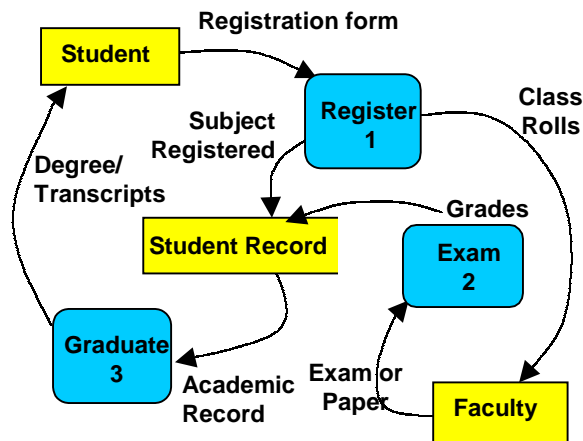 Registration form
Student
Register
1
Class
Rolls
Subject
Registered
Degree/
Transcripts
Grades
Student Record
Exam
2
Graduate
3
Academic
Record
Exam or
Paper
Faculty